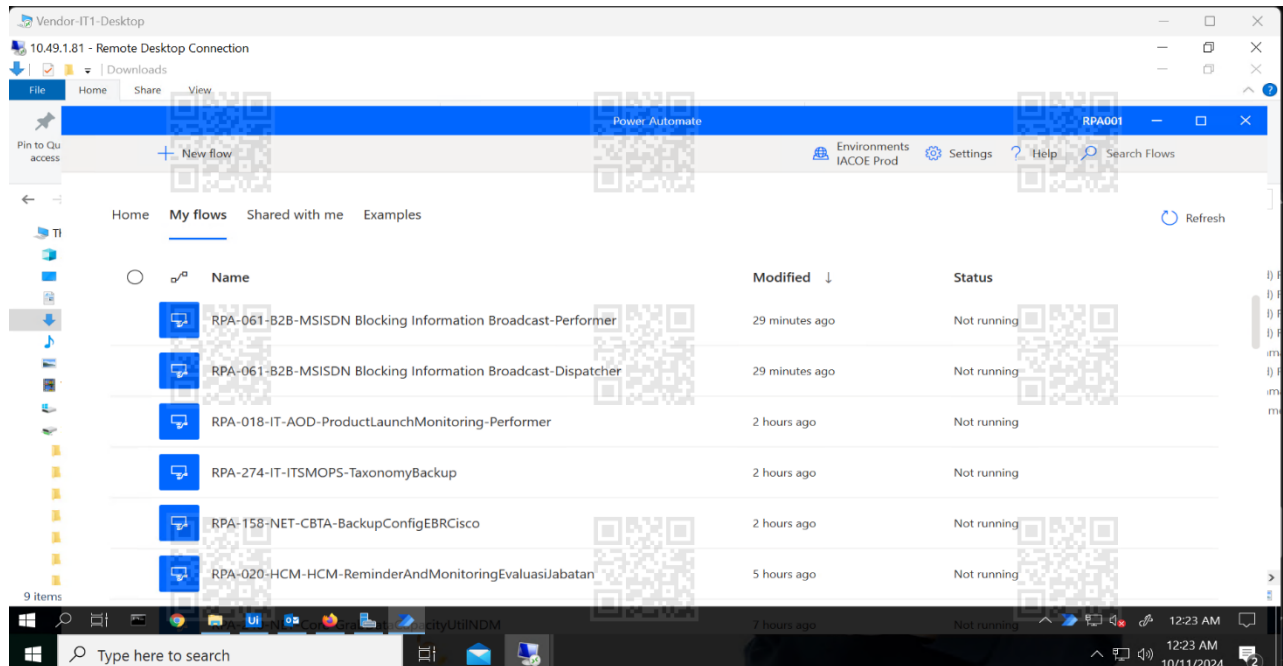 Vendor-IT1-Desktop
10.49.1.81 - Remote Desktop Connection
Downloads
File Home Share View
Power Automate RPA001
Pin to Qu
access
New flow
Environments
IACOE Prod
Settings Help Search Flows
Home My flows Shared with me Examples
Refresh
Name Modified ↓ Status
RPA-061-B2B-MSISDN Blocking Information Broadcast-Performer 29 minutes ago Not running
RPA-061-B2B-MSISDN Blocking Information Broadcast-Dispatcher 29 minutes ago Not running
RPA-018-IT-AOD-ProductLaunchMonitoring-Performer 2 hours ago Not running
RPA-274-IT-ITSMOPS-TaxonomyBackup 2 hours ago Not running
RPA-158-NET-CBTA-BackupConfigEBRCisco 2 hours ago Not running
RPA-020-HCM-HCM-ReminderAndMonitoringEvaluasiJabatan 5 hours ago Not running
9 items
7 hours ago Not running
12:23 AM
Type here to search
12:23 AM
10/11/2024